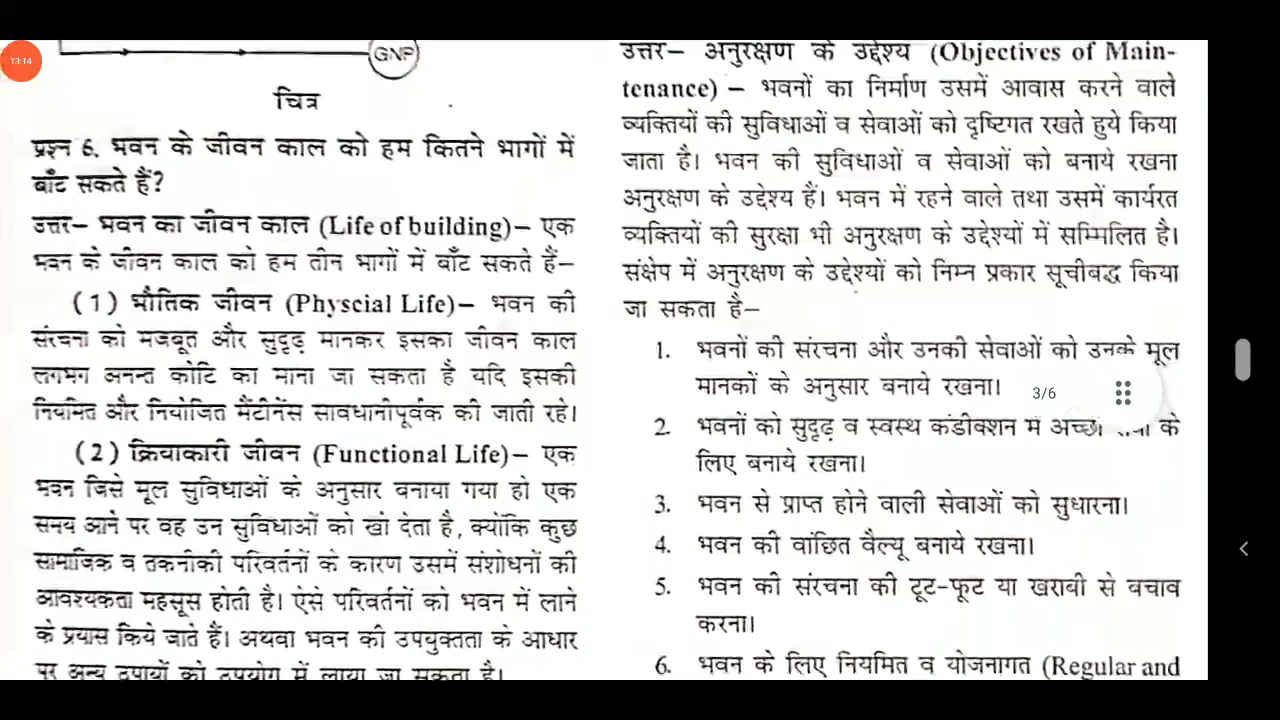 13:14
GNP
चित्र
प्रश्न 6. भवन के जीवन काल को हम कितने भागों में
बाँट सकते हैं?
उत्तर– भवन का जीवन काल (Life of building)– एक
भवन के जीवन काल को हम तीन भागों में बाँट सकते हैं–
(1) भौतिक जीवन (Physcial Life)– भवन की
संरचना को मजबूत और सुदृढ़ मानकर इसका जीवन काल
लगभग अनन्त कोटि का माना जा सकता है यदि इसकी
नियमित और नियोजित मैंटीनेंस सावधानीपूर्वक की जाती रहे।
(2) क्रियाकारी जीवन (Functional Life)– एक
भवन जिसे मूल सुविधाओं के अनुसार बनाया गया हो एक
समय आने पर वह उन सुविधाओं को खो देता है, क्योंकि कुछ
सामाजिक व तकनीकी परिवर्तनों के कारण उसमें संशोधनों की
आवश्यकता महसूस होती है। ऐसे परिवर्तनों को भवन में लाने
के प्रयास किये जाते हैं। अथवा भवन की उपयुक्तता के आधार
पर अन्य उपायों को उपयोग में लाया जा सकता है।
उत्तर– अनुरक्षण के उद्देश्य (Objectives of Main-
tenance) – भवनों का निर्माण उसमें आवास करने वाले
व्यक्तियों की सुविधाओं व सेवाओं को दृष्टिगत रखते हुये किया
जाता है। भवन की सुविधाओं व सेवाओं को बनाये रखना
अनुरक्षण के उद्देश्य हैं। भवन में रहने वाले तथा उसमें कार्यरत
व्यक्तियों की सुरक्षा भी अनुरक्षण के उद्देश्यों में सम्मिलित है।
संक्षेप में अनुरक्षण के उद्देश्यों को निम्न प्रकार सूचीबद्ध किया
जा सकता है–
1. भवनों की संरचना और उनकी सेवाओं को उनके मूल
मानकों के अनुसार बनाये रखना।
3/6
2. भवनों को सुदृढ़ व स्वस्थ कंडीक्शन में अच्छी के
लिए बनाये रखना।
3. भवन से प्राप्त होने वाली सेवाओं को सुधारना।
4. भवन की वांछित वैल्यू बनाये रखना।
5. भवन की संरचना की टूट-फूट या खराबी से बचाव
करना।
6. भवन के लिए नियमित व योजनागत (Regular and